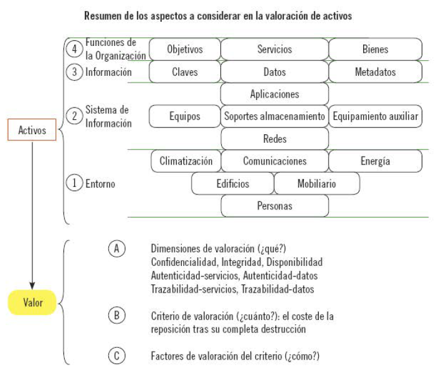 Resumen de los aspectos a considerar en la valoración de activos
4 Funciones de la Organización
Objetivos Servicios Bienes
3 Información
Claves Datos Metadatos
Aplicaciones
2 Sistema de Información
Equipos Soportes almacenamiento Equipamiento auxiliar
Redes
Activos
Climatización Comunicaciones Energía
1 Entorno
Edificios Mobiliario
Personas
A Dimensiones de valoración (¿qué?)
Confidencialidad, Integridad, Disponibilidad
Autenticidad-servicios, Autenticidad-datos
Trazabilidad-servicios, Trazabilidad-datos
Valor
B Criterio de valoración (¿cuánto?): el coste de la
reposición tras su completa destrucción
C Factores de valoración del criterio (¿cómo?)